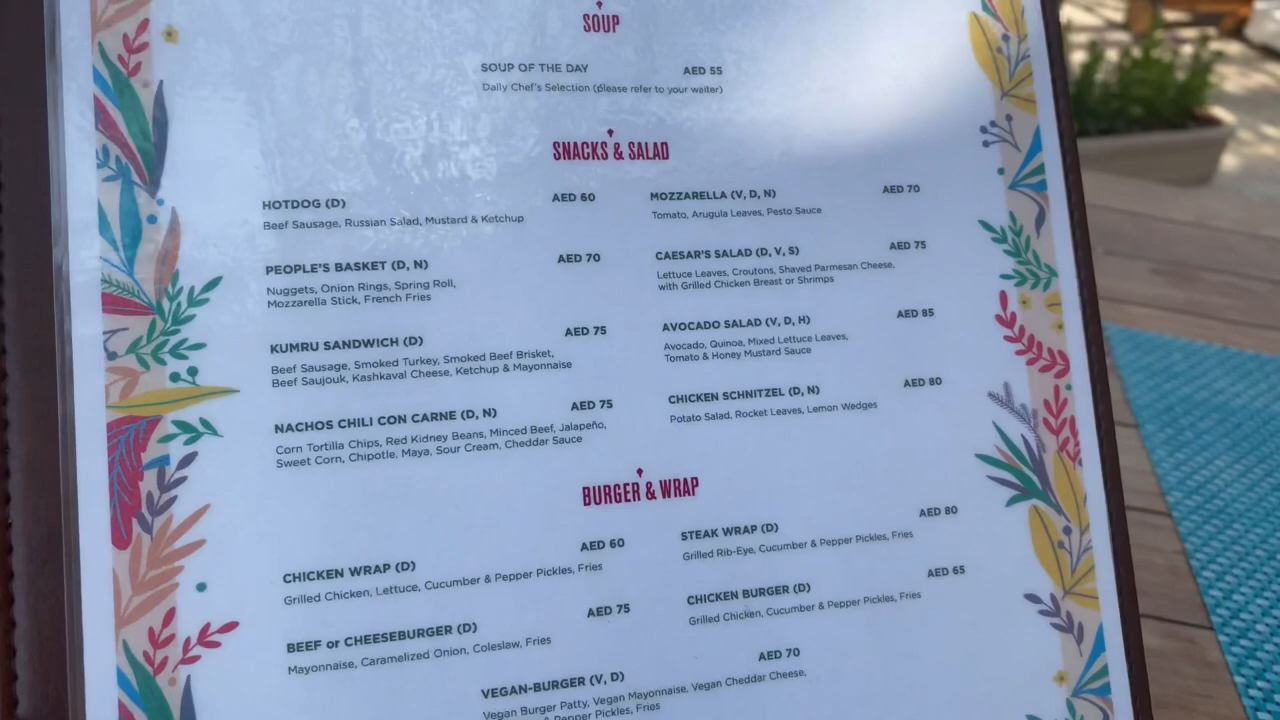 SOUP
SOUP OF THE DAY AED 55
Daily Chef's Selection (please refer to your waiter)
SNACKS & SALAD
HOTDOG (D) AED 60
Beef Sausage, Russian Salad, Mustard & Ketchup
PEOPLE'S BASKET (D, N) AED 70
Nuggets, Onion Rings, Spring Roll,
Mozzarella Stick, French Fries
KUMRU SANDWICH (D) AED 75
Beef Sausage, Smoked Turkey, Smoked Beef Brisket,
Beef Saujouk, Kashkaval Cheese, Ketchup & Mayonnaise
NACHOS CHILI CON CARNE (D, N) AED 75
Corn Tortilla Chips, Red Kidney Beans, Minced Beef, Jalapeño,
Sweet Corn, Chipotle, Maya, Sour Cream, Cheddar Sauce
MOZZARELLA (V, D, N) AED 70
Tomato, Arugula Leaves, Pesto Sauce
CAESAR'S SALAD (D, V, S) AED 75
Lettuce Leaves, Croutons, Shaved Parmesan Cheese,
with Grilled Chicken Breast or Shrimps
AVOCADO SALAD (V, D, H) AED 85
Avocado, Quinoa, Mixed Lettuce Leaves,
Tomato & Honey Mustard Sauce
CHICKEN SCHNITZEL (D, N) AED 80
Potato Salad, Rocket Leaves, Lemon Wedges
BURGER & WRAP
CHICKEN WRAP (D) AED 60
Grilled Chicken, Lettuce, Cucumber & Pepper Pickles, Fries
BEEF or CHEESEBURGER (D) AED 75
Mayonnaise, Caramelized Onion, Coleslaw, Fries
STEAK WRAP (D) AED 80
Grilled Rib-Eye, Cucumber & Pepper Pickles, Fries
CHICKEN BURGER (D) AED 65
Grilled Chicken, Cucumber & Pepper Pickles, Fries
VEGAN-BURGER (V, D) AED 70
Vegan Burger Patty, Vegan Mayonnaise, Vegan Cheddar Cheese,
& Pepper Pickles, Fries